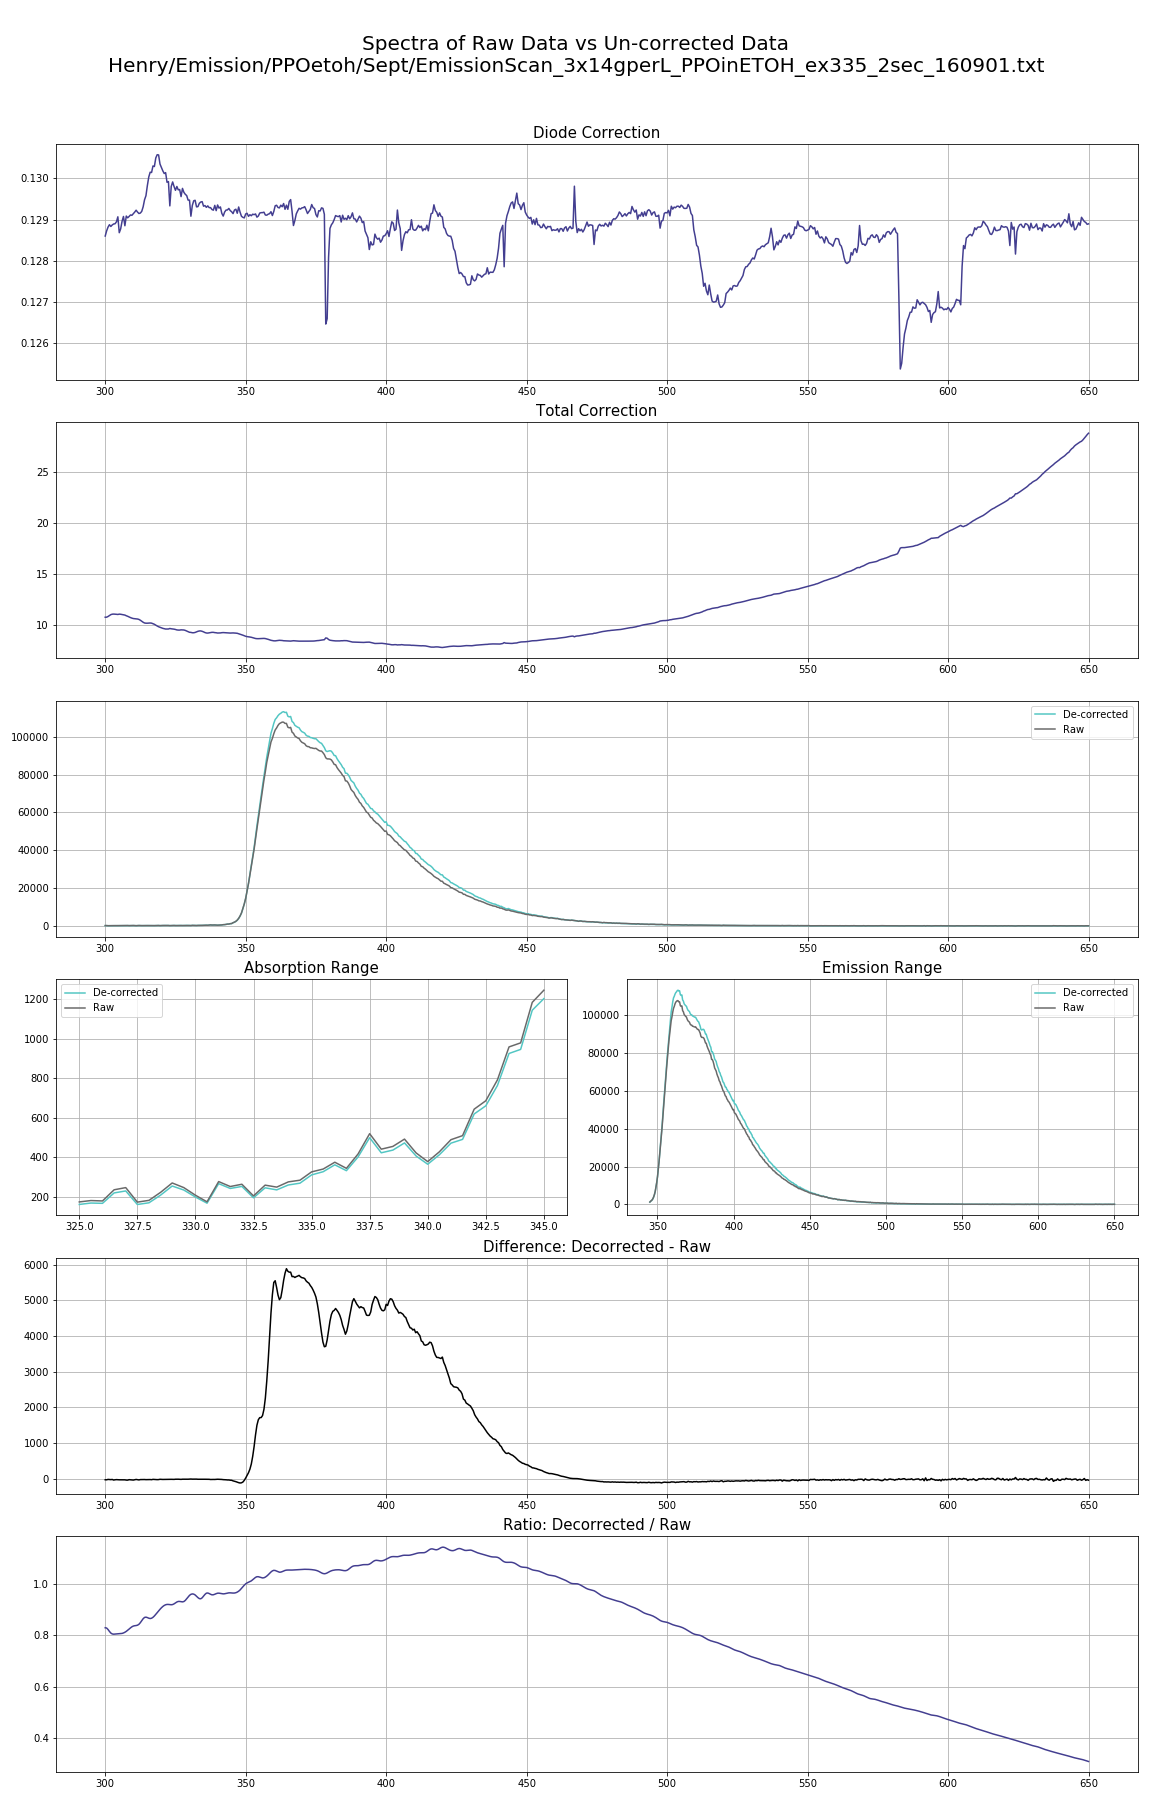 Spectra of Raw Data vs Un-corrected Data
Henry/Emission/PPOetoh/Sept/EmissionScan_3x14gperL_PPOinETOH_ex335_2sec_160901.txt
Diode Correction
0.130
0.129
0.128
0.127
0.126
300 350 400 450 500 550 600 650
Total Correction
25
20
15
10
300 350 400 450 500 550 600 650
De-corrected
Raw
100000
80000
60000
40000
20000
0
300 350 400 450 500 550 600 650
Absorption Range
De-corrected
Raw
1200
1000
800
600
400
200
325.0 327.5 330.0 332.5 335.0 337.5 340.0 342.5 345.0
Emission Range
De-corrected
Raw
100000
80000
60000
40000
20000
0
350 400 450 500 550 600 650
Difference: Decorrected - Raw
6000
5000
4000
3000
2000
1000
0
300 350 400 450 500 550 600 650
Ratio: Decorrected / Raw
1.0
0.8
0.6
0.4
300 350 400 450 500 550 600 650